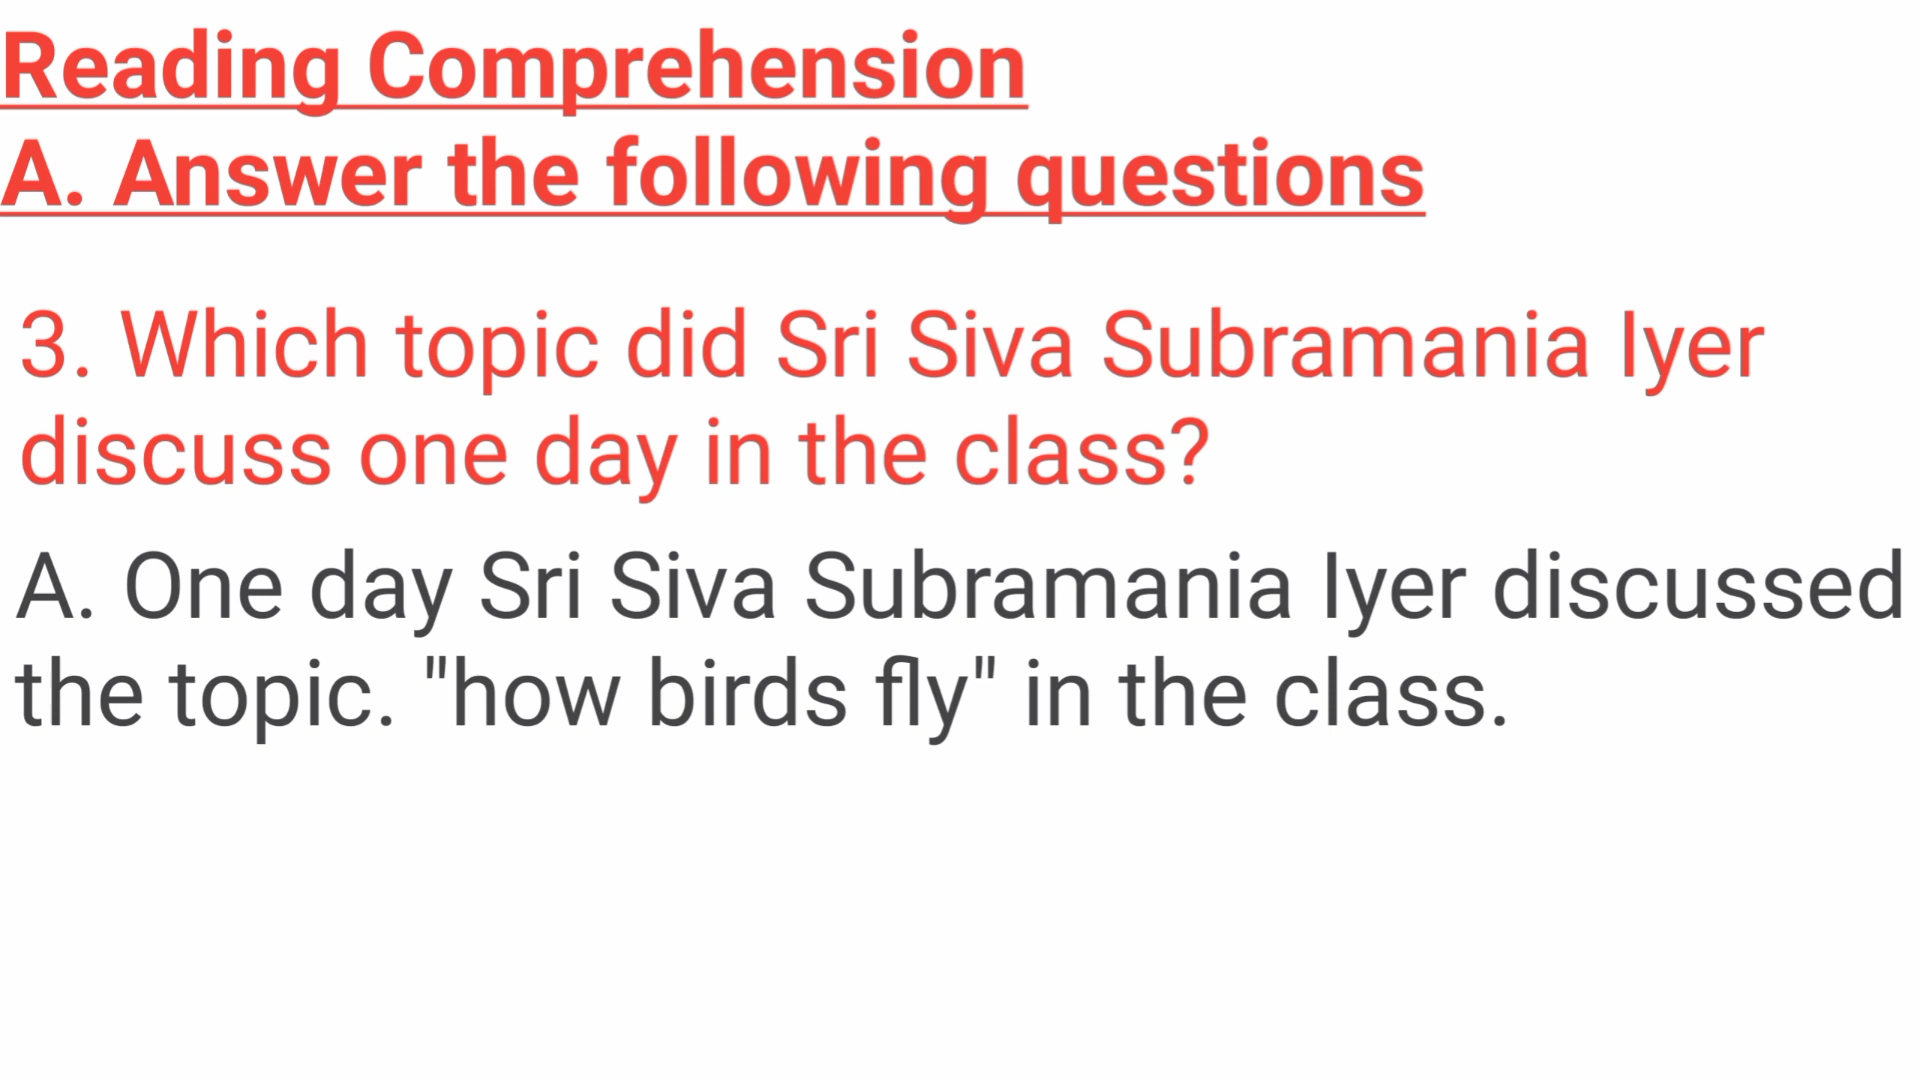 Reading Comprehension
A. Answer the following questions
3. Which topic did Sri Siva Subramania Iyer
discuss one day in the class?
A. One day Sri Siva Subramania Iyer discussed
the topic. "how birds fly" in the class.